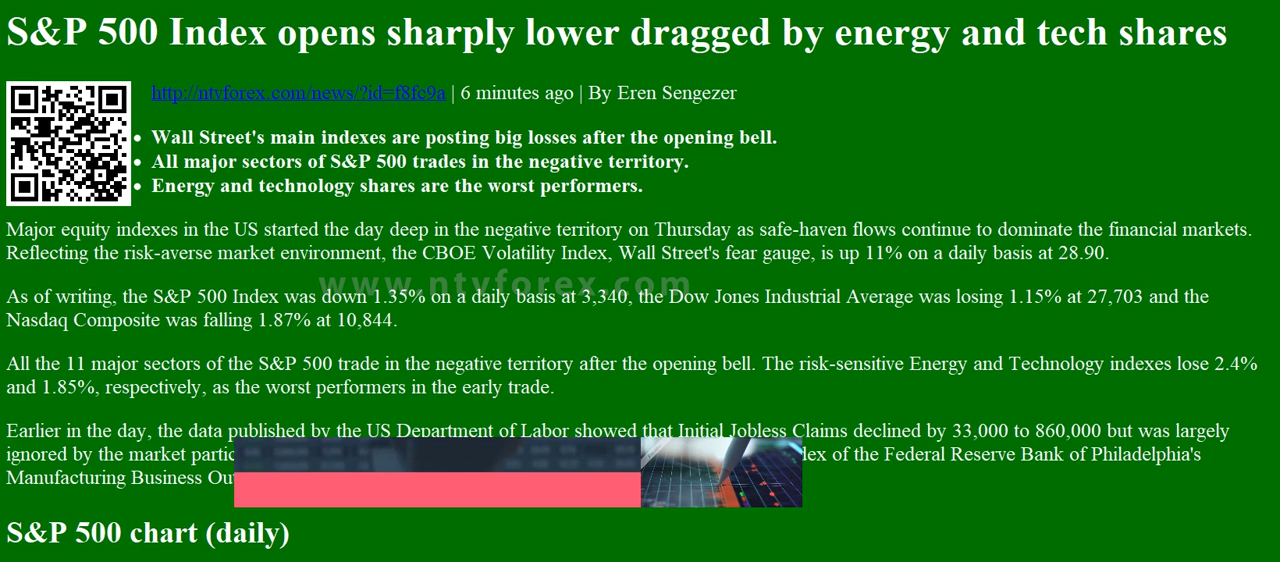 S&P 500 Index opens sharply lower dragged by energy and tech shares
http://ntvforex.com/news/?id=f8fc9a | 6 minutes ago | By Eren Sengezer
Wall Street's main indexes are posting big losses after the opening bell.
All major sectors of S&P 500 trades in the negative territory.
Energy and technology shares are the worst performers.
Major equity indexes in the US started the day deep in the negative territory on Thursday as safe-haven flows continue to dominate the financial markets.
Reflecting the risk-averse market environment, the CBOE Volatility Index, Wall Street's fear gauge, is up 11% on a daily basis at 28.90.
www.ntvforex.com
As of writing, the S&P 500 Index was down 1.35% on a daily basis at 3,340, the Dow Jones Industrial Average was losing 1.15% at 27,703 and the
Nasdaq Composite was falling 1.87% at 10,844.
All the 11 major sectors of the S&P 500 trade in the negative territory after the opening bell. The risk-sensitive Energy and Technology indexes lose 2.4%
and 1.85%, respectively, as the worst performers in the early trade.
Earlier in the day, the data published by the US Department of Labor showed that Initial Jobless Claims declined by 33,000 to 860,000 but was largely
ignored by the market of the Federal Reserve Bank of Philadelphia's
Manufacturing Business
S&P 500 chart (daily)